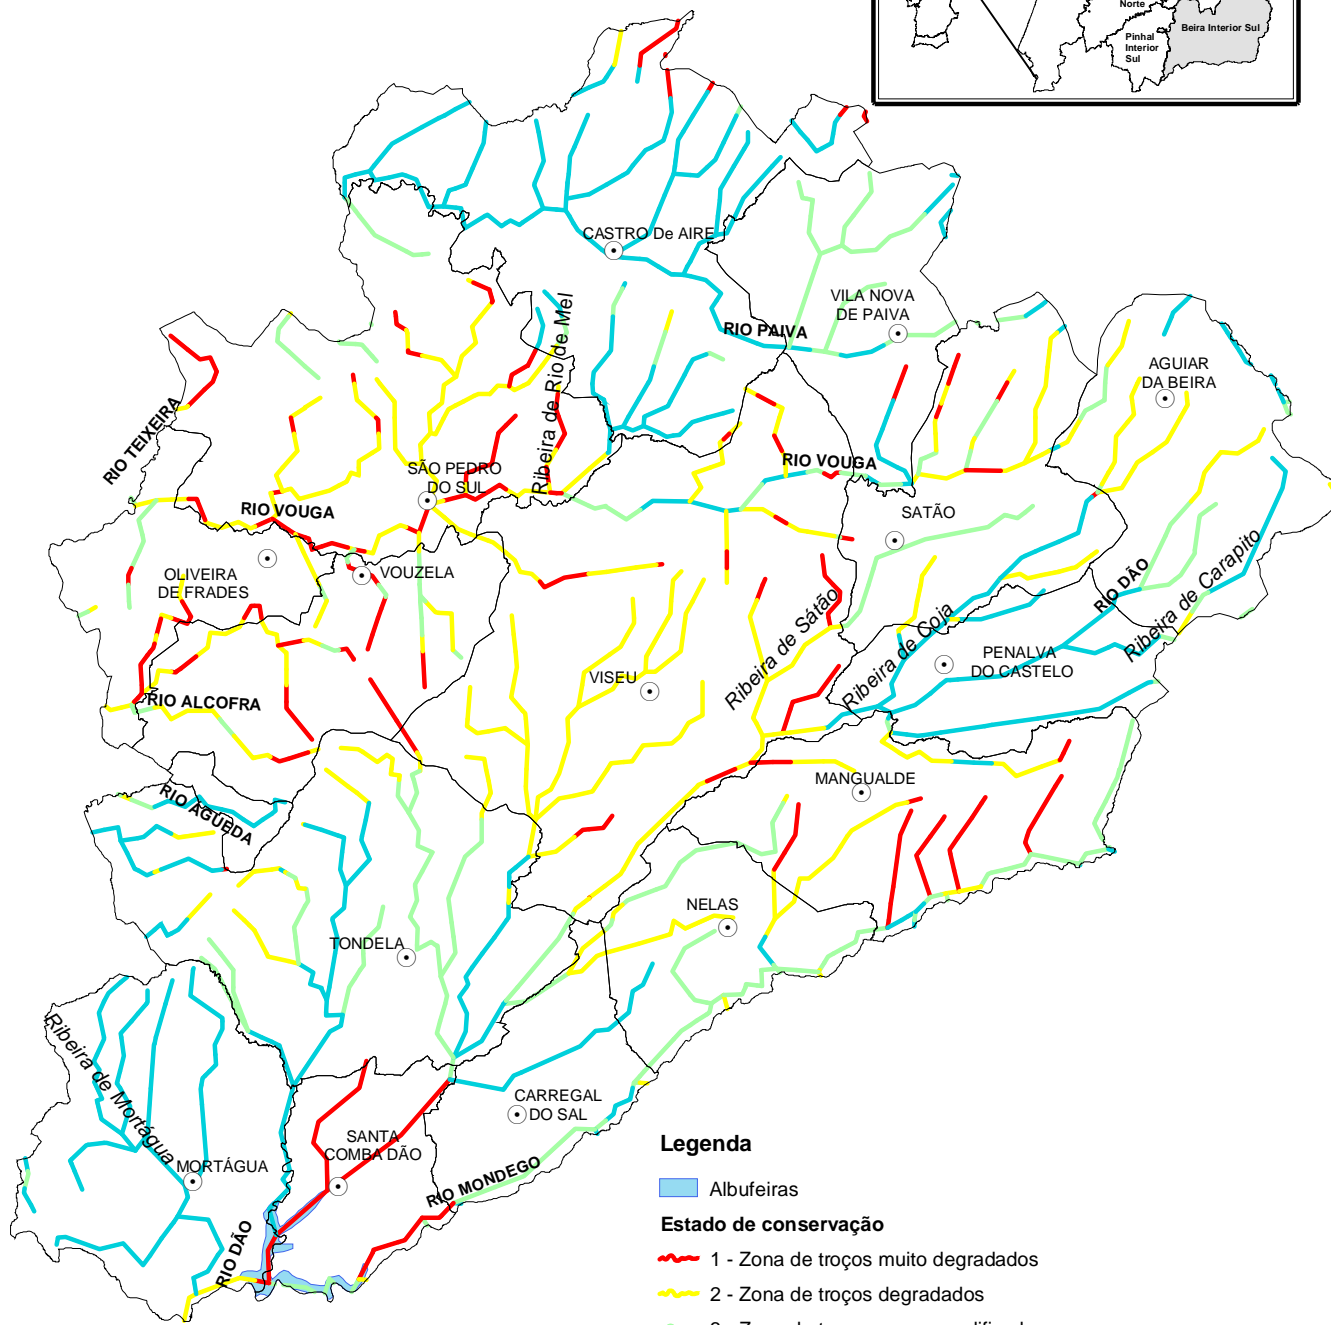 Norte
Beira Interior Sul
Pinhal
Interior
Sul
CASTRO De AIRE
VILA NOVA
DE PAIVA
RIO PAIVA
AGUIAR
DA BEIRA
RIO TEIXEIRA
Ribeira de Rio de Mel
SÃO PEDRO
DO SUL
RIO VOUGA
RIO VOUGA
SATÃO
OLIVEIRA
DE FRADES
VOUZELA
RIO DÃO
Ribeira de Carapito
Ribeira de Sátão
Ribeira de Coja
PENALVA
DO CASTELO
VISEU
RIO ALCOFRA
MANGUALDE
RIO AGUEDA
NELAS
TONDELA
Ribeira de Mortágua
CARREGAL
DO SAL
SANTA
COMBA DÃO
MORTÁGUA
RIO MONDEGO
RIO DÃO
Legenda
Albufeiras
Estado de conservação
1 - Zona de troços muito degradados
2 - Zona de troços degradados